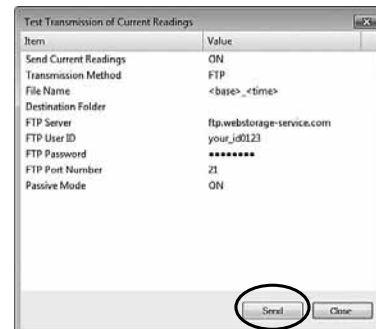 Test Transmission of Current Readings
Item Value
Send Current Readings ON
Transmission Method FTP
File Name <base>_<time>
Destination Folder
FTP Server ftp.webstorage-service.com
FTP User ID your_id0123
FTP Password ●●●●●●●●
FTP Port Number 21
Passive Mode ON
Send Close